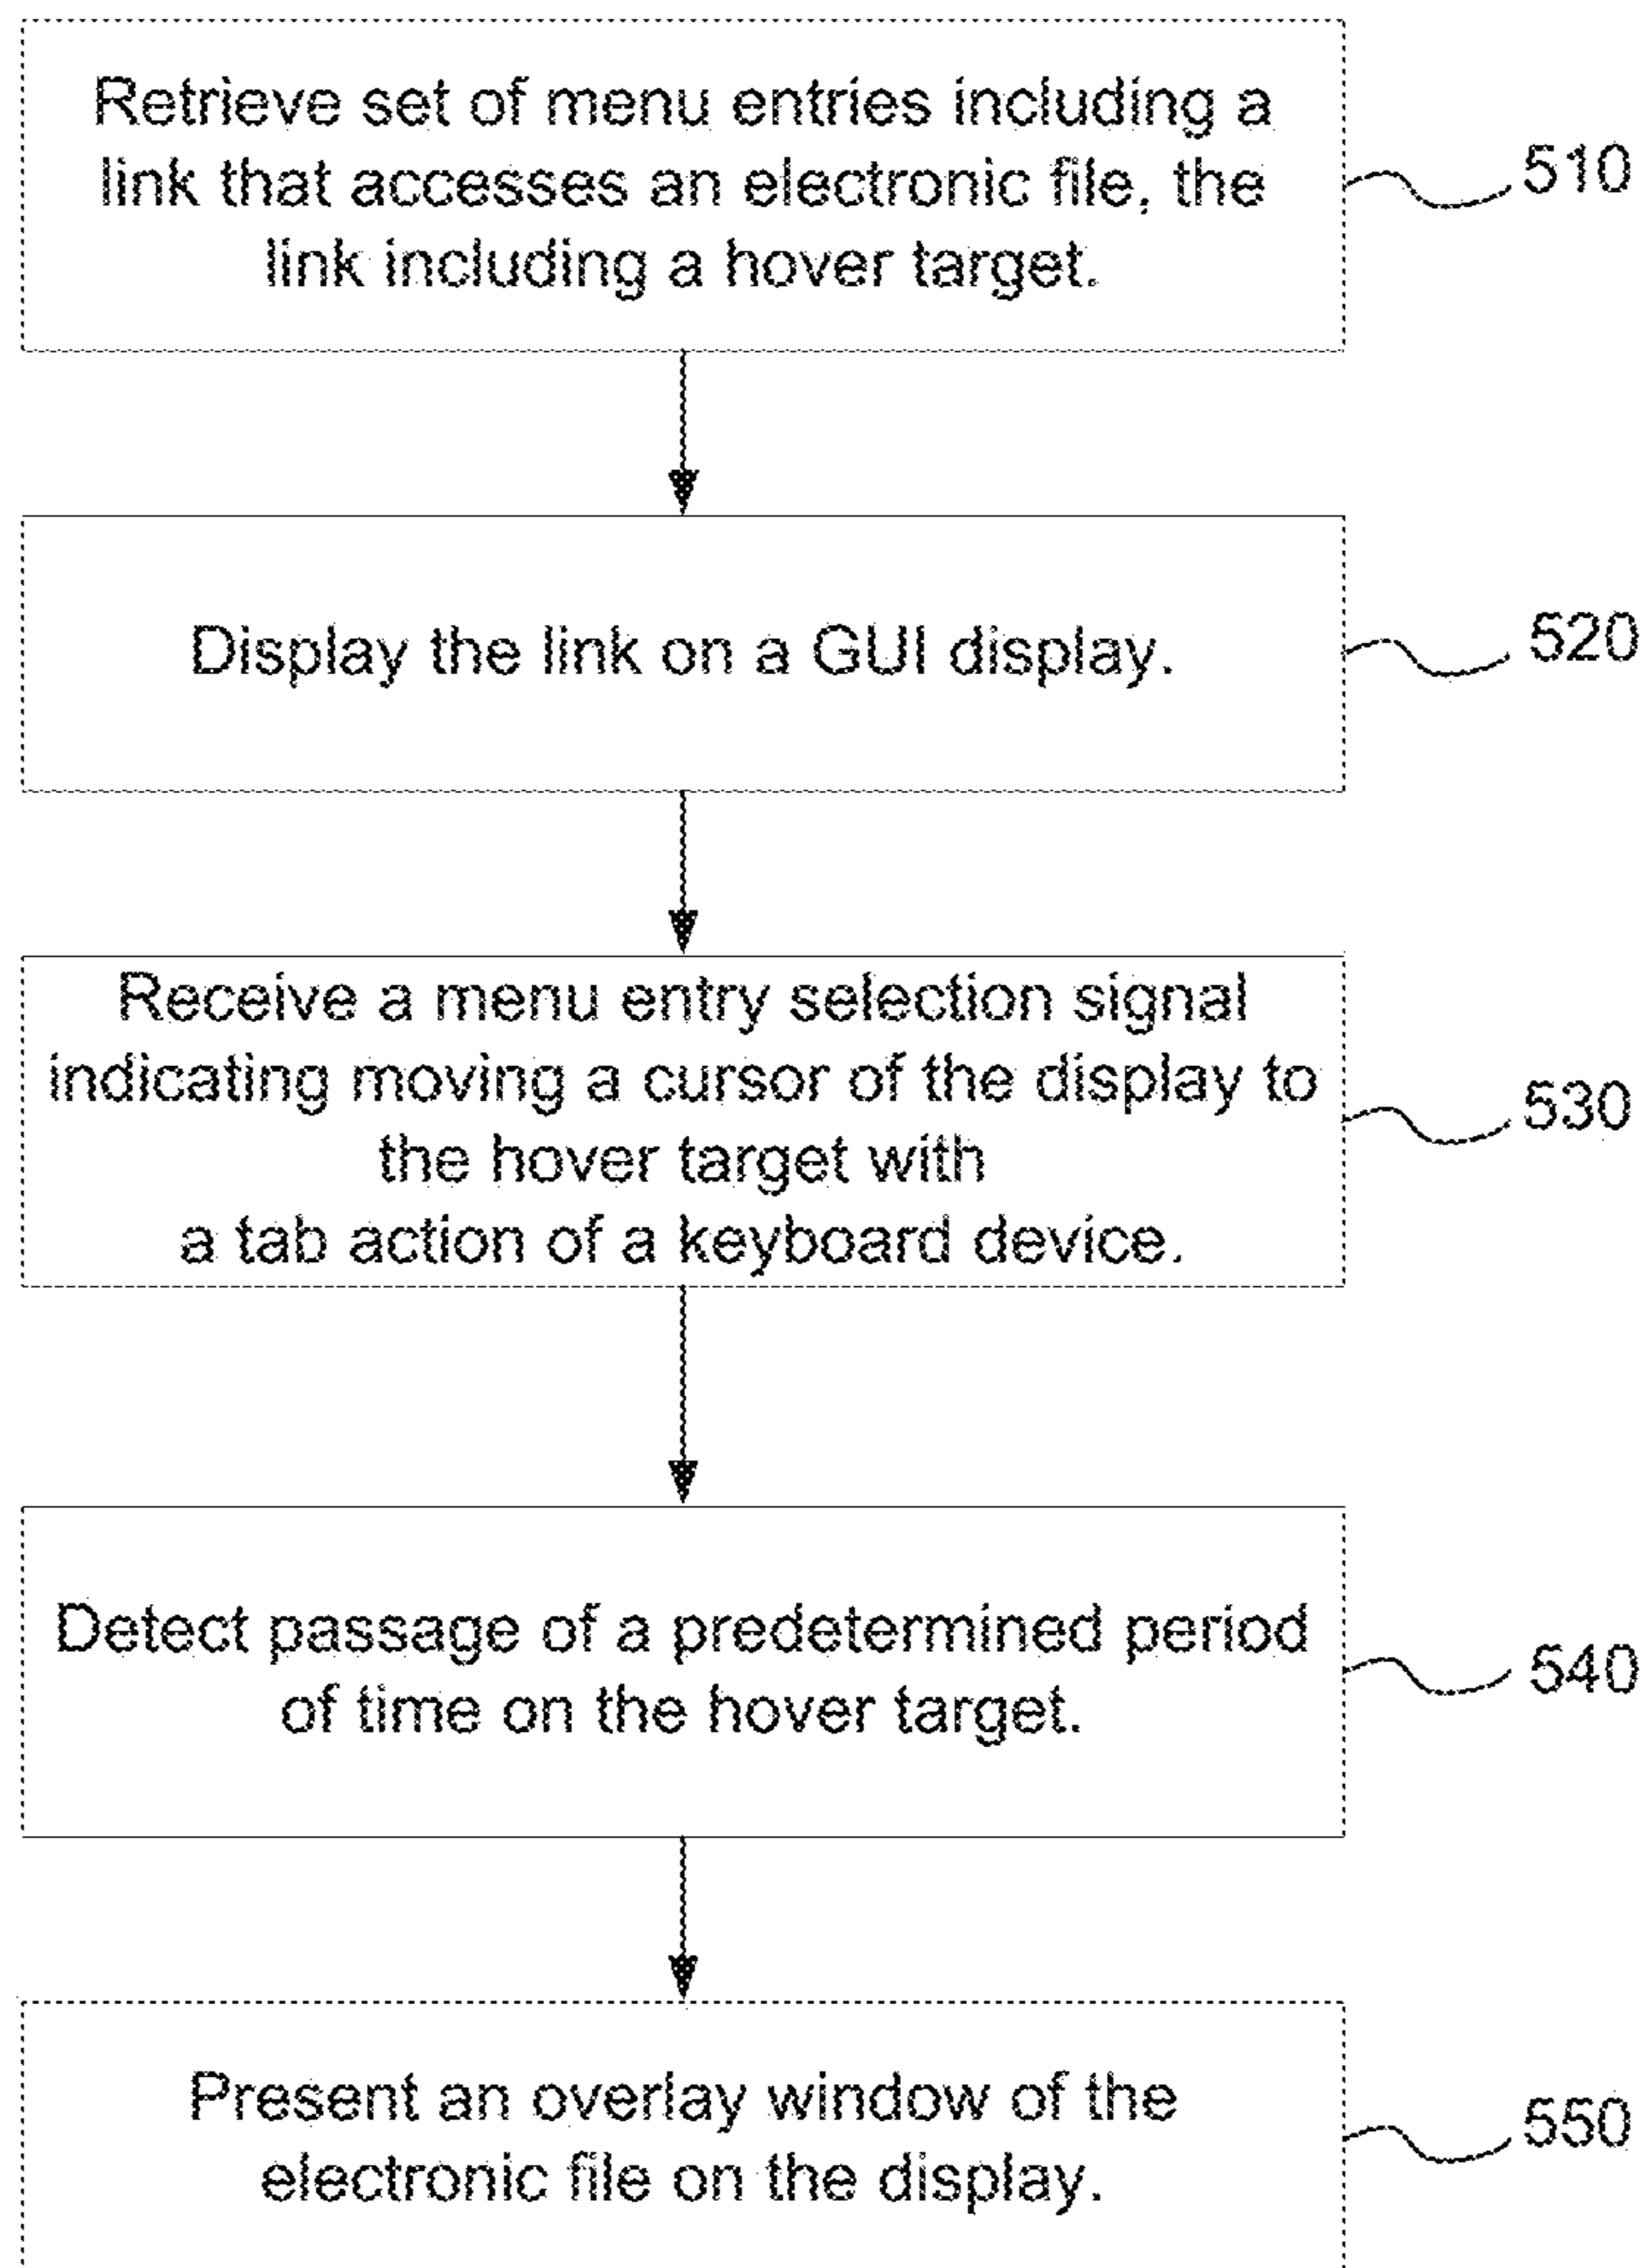 Retrieve set of menu entries including a
link that accesses an electronic file, the
link including a hover target.
510
Display the link on a GUI display.
520
Receive a menu entry selection signal
indicating moving a cursor of the display to
the hover target with
a tab action of a keyboard device.
530
Detect passage of a predetermined period
of time on the hover target.
540
Present an overlay window of the
electronic file on the display.
550